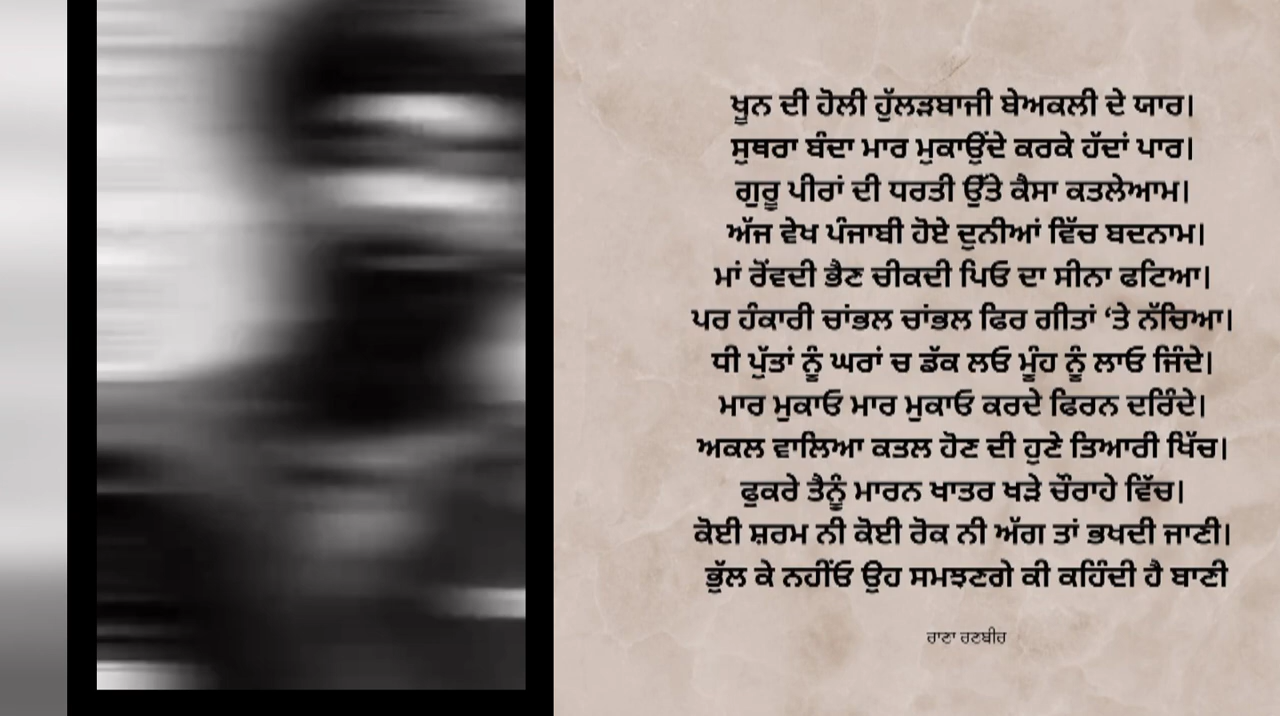 ਖੂਨ ਦੀ ਹੋਲੀ ਹੁੱਲੜਬਾਜੀ ਬੇਅਕਲੀ ਦੇ ਯਾਰ।
ਸੁਥਰਾ ਬੰਦਾ ਮਾਰ ਮੁਕਾਉਂਦੇ ਕਰਕੇ ਹੱਦਾਂ ਪਾਰ।
ਗੁਰੂ ਪੀਰਾਂ ਦੀ ਧਰਤੀ ਉੱਤੇ ਕੈਸਾ ਕਤਲੇਆਮ।
ਅੱਜ ਵੇਖ ਪੰਜਾਬੀ ਹੋਏ ਦੁਨੀਆਂ ਵਿੱਚ ਬਦਨਾਮ।
ਮਾਂ ਰੋਂਵਦੀ ਭੈਣ ਚੀਕਦੀ ਪਿਓ ਦਾ ਸੀਨਾ ਫਟਿਆ।
ਪਰ ਹੰਕਾਰੀ ਚਾਂਭਲ ਚਾਂਭਲ ਫਿਰ ਗੀਤਾਂ ‘ਤੇ ਨੱਚਿਆ।
ਧੀ ਪੁੱਤਾਂ ਨੂੰ ਘਰਾਂ ਚ ਡੱਕ ਲਓ ਮੂੰਹ ਨੂੰ ਲਾਓ ਜਿੰਦੇ।
ਮਾਰ ਮੁਕਾਓ ਮਾਰ ਮੁਕਾਓ ਕਰਦੇ ਫਿਰਨ ਦਰਿੰਦੇ।
ਅਕਲ ਵਾਲਿਆ ਕਤਲ ਹੋਣ ਦੀ ਹੁਣੇ ਤਿਆਰੀ ਖਿੱਚ।
ਫੁਕਰੇ ਤੈਨੂੰ ਮਾਰਨ ਖਾਤਰ ਖੜੇ ਚੌਰਾਹੇ ਵਿੱਚ।
ਕੋਈ ਸ਼ਰਮ ਨੀ ਕੋਈ ਰੋਕ ਨੀ ਅੱਗ ਤਾਂ ਭਖਦੀ ਜਾਣੀ।
ਭੁੱਲ ਕੇ ਨਹੀਂਓ ਉਹ ਸਮਝਣਗੇ ਕੀ ਕਹਿੰਦੀ ਹੈ ਬਾਣੀ
ਰਾਣਾ ਰਣਬੀਰ